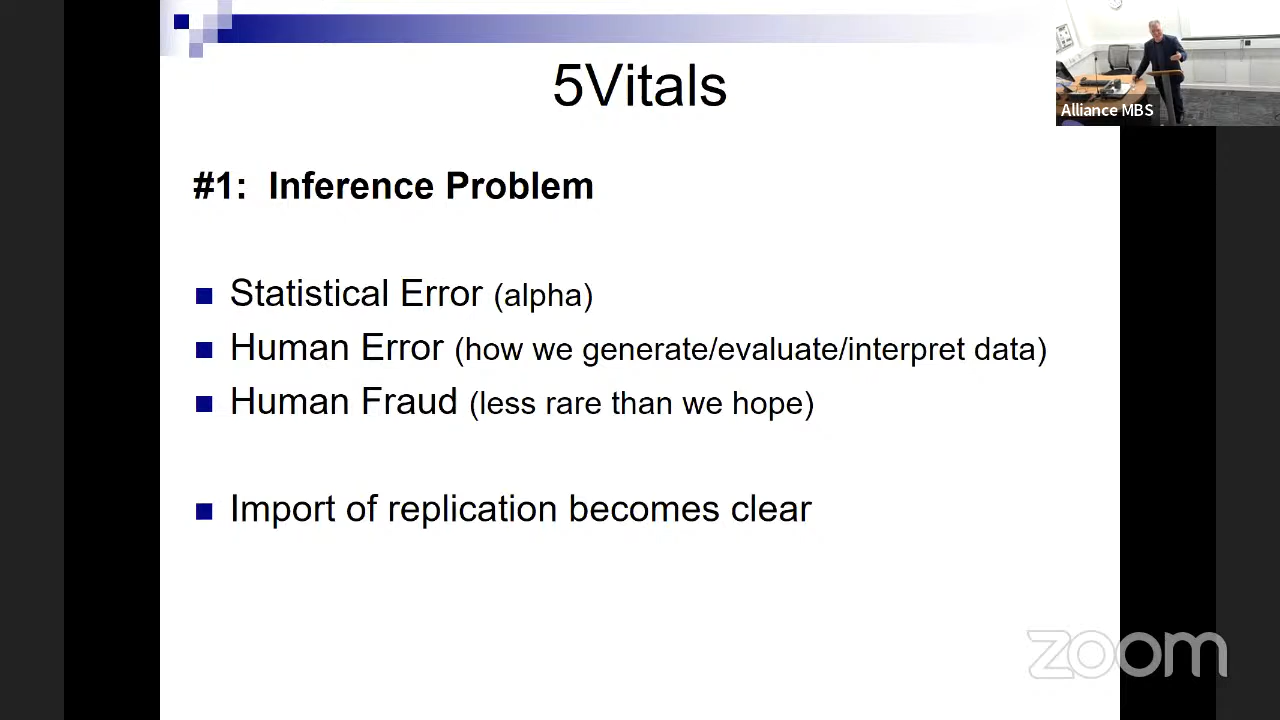 5Vitals
Alliance MBS
#1: Inference Problem
Statistical Error (alpha)
Human Error (how we generate/evaluate/interpret data)
Human Fraud (less rare than we hope)
Import of replication becomes clear
zoom